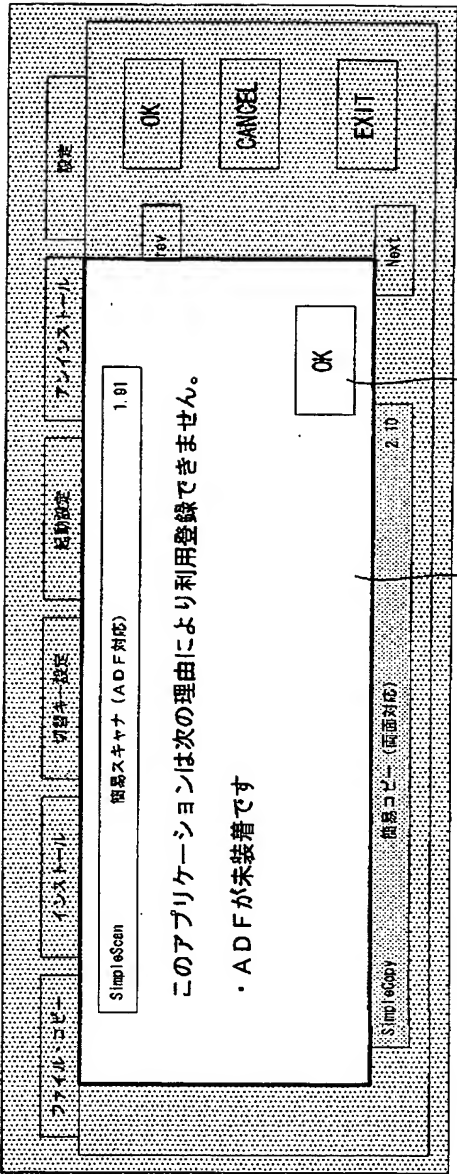 ファイル・コピー
インストール
切替キー設定
起動設定
アンインストール
設定
SimpleScan 簡易スキャナ（ADF対応） 1.91
このアプリケーションは次の理由により利用登録できません。
・ADFが未装着です
OK
rev
OK
CANCEL
EXIT
Next
SimpleCopy 簡易コピー（両面対応） 2.10